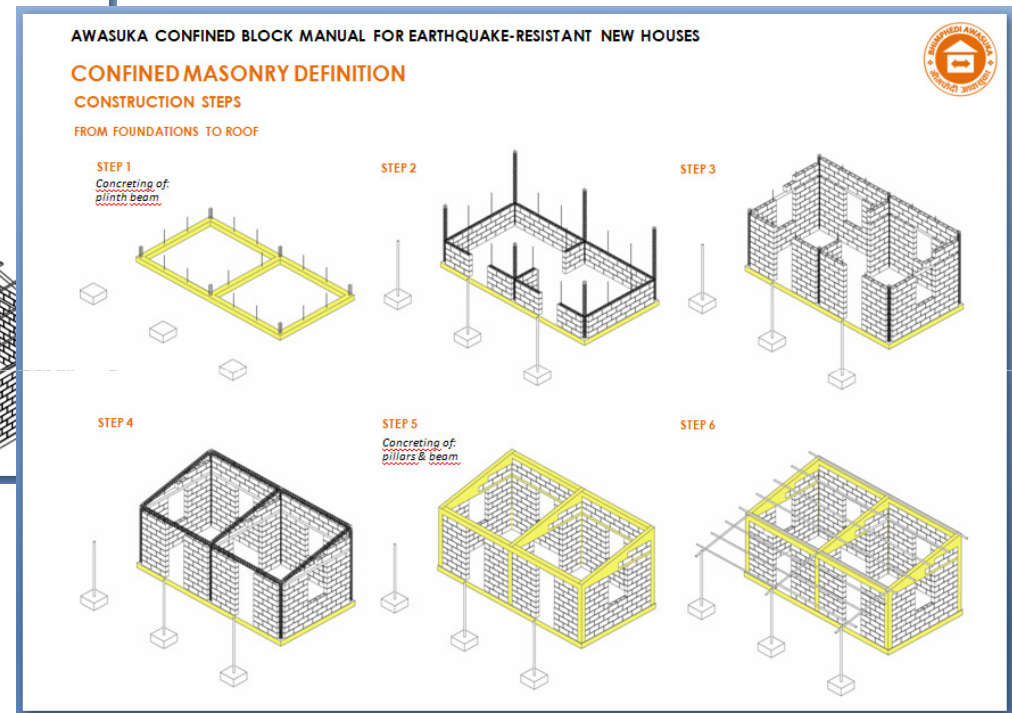 AWASUKA CONFINED BLOCK MANUAL FOR EARTHQUAKE-RESISTANT NEW HOUSES
BHIMPHEDI AWASUKA
भीमफेदी आवासुका
CONFINED MASONRY DEFINITION
CONSTRUCTION STEPS
FROM FOUNDATIONS TO ROOF
STEP 1
Concreting of:
plinth beam
STEP 2
STEP 3
STEP 4
STEP 5
Concreting of:
pillars & beam
STEP 6